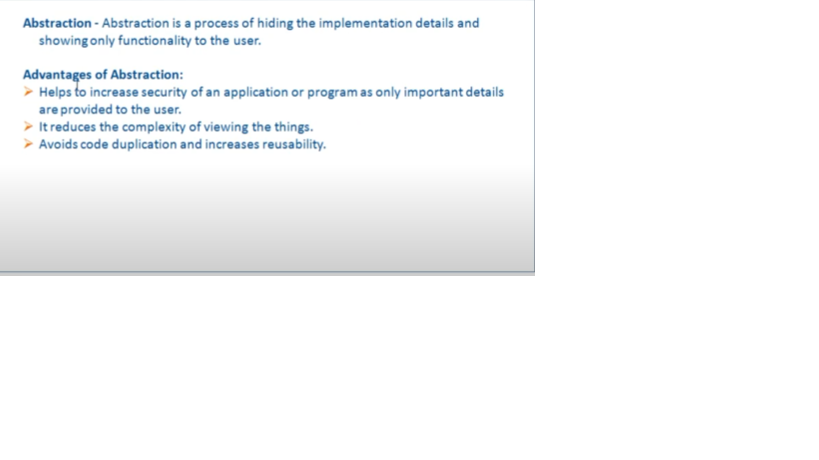 Abstraction - Abstraction is a process of hiding the implementation details and
showing only functionality to the user.
Advantages of Abstraction:
➢ Helps to increase security of an application or program as only important details
are provided to the user.
➢ It reduces the complexity of viewing the things.
➢ Avoids code duplication and increases reusability.